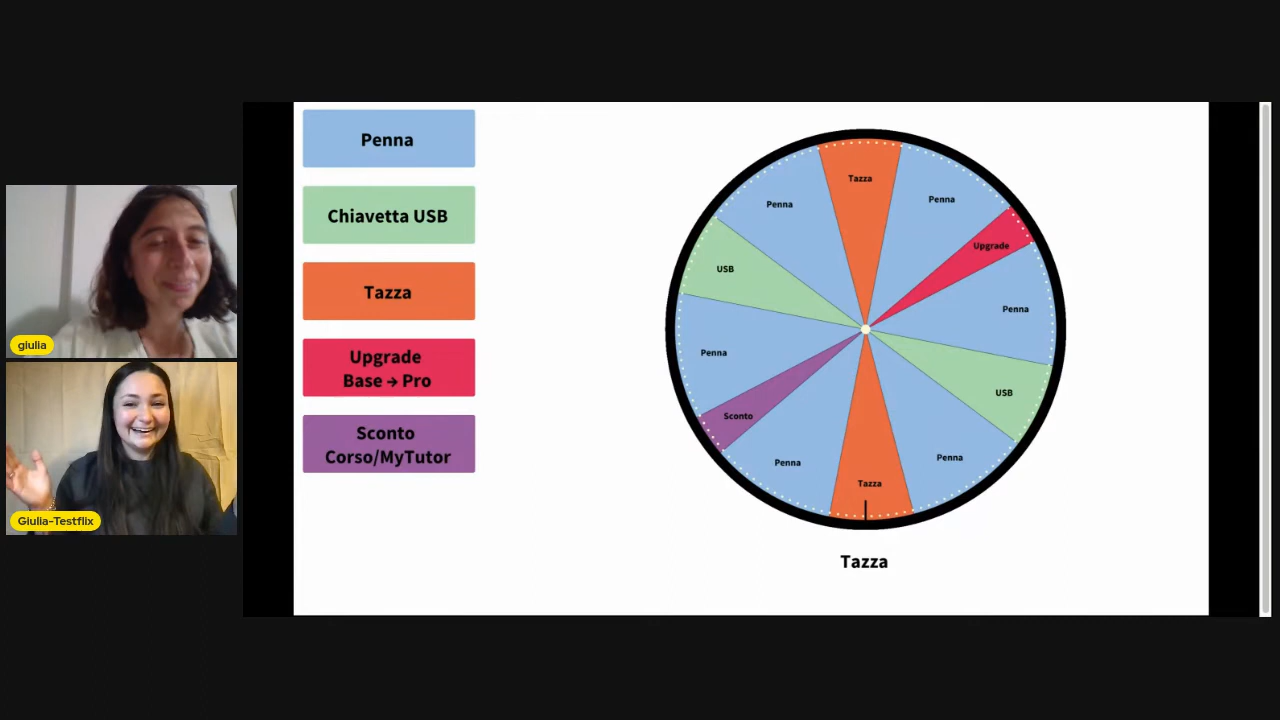 giulia
Giulia-Testflix
Penna
Chiavetta USB
Tazza
Upgrade
Base → Pro
Sconto
Corso/MyTutor
Tazza
Penna
Upgrade
Penna
USB
Penna
Tazza
Penna
Sconto
Penna
USB
Penna
Tazza